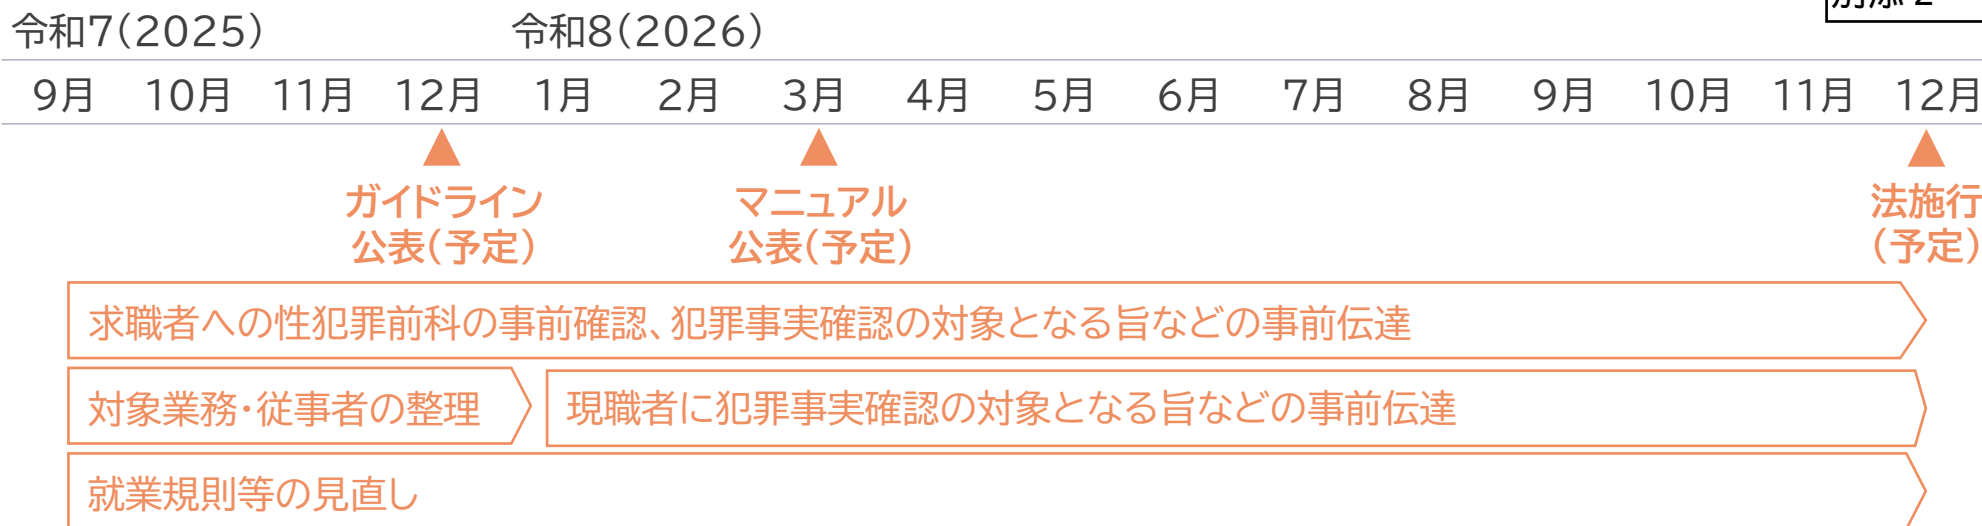 別添 2
令和7(2025)
令和8(2026)
9月 10月 11月 12月 1月 2月 3月 4月 5月 6月 7月 8月 9月 10月 11月 12月
ガイドライン
公表(予定)
マニュアル
公表(予定)
法施行
(予定)
求職者への性犯罪前科の事前確認、犯罪事実確認の対象となる旨などの事前伝達
対象業務・従事者の整理
現職者に犯罪事実確認の対象となる旨などの事前伝達
就業規則等の見直し